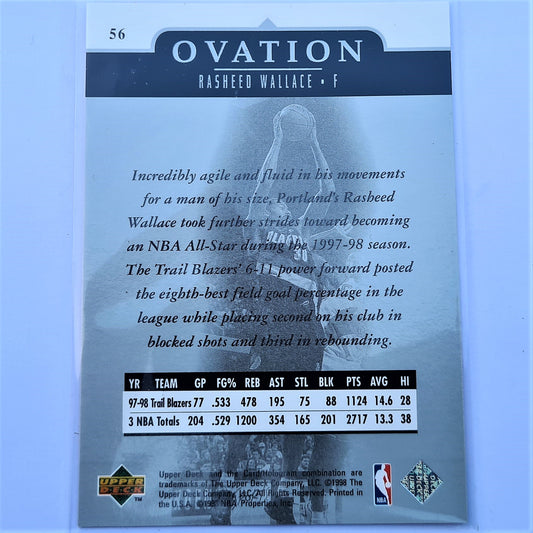 56
OVATION
RASHEED WALLACE • F
Incredibly agile and fluid in his movements
for a man of his size, Portland's Rasheed
Wallace took further strides toward becoming
an NBA All-Star during the 1997-98 season.
The Trail Blazers' 6-11 power forward posted
the eighth-best field goal percentage in the
league while placing second on his club in
blocked shots and third in rebounding.
YR TEAM GP FG% REB AST STL BLK PTS AVG HI
97-98 Trail Blazers 77 .533 478 195 75 88 1124 14.6 28
3 NBA Totals 204 .529 1200 354 165 201 2717 13.3 38
UPPER
DECK
TM
Upper Deck and the Card/Hologram combination are
trademarks of The Upper Deck Company, LLC. ©1998 The
Upper Deck Company, LLC/All Rights Reserved. Printed in
the U.S.A. ©1998 NBA Properties, Inc.
NBA